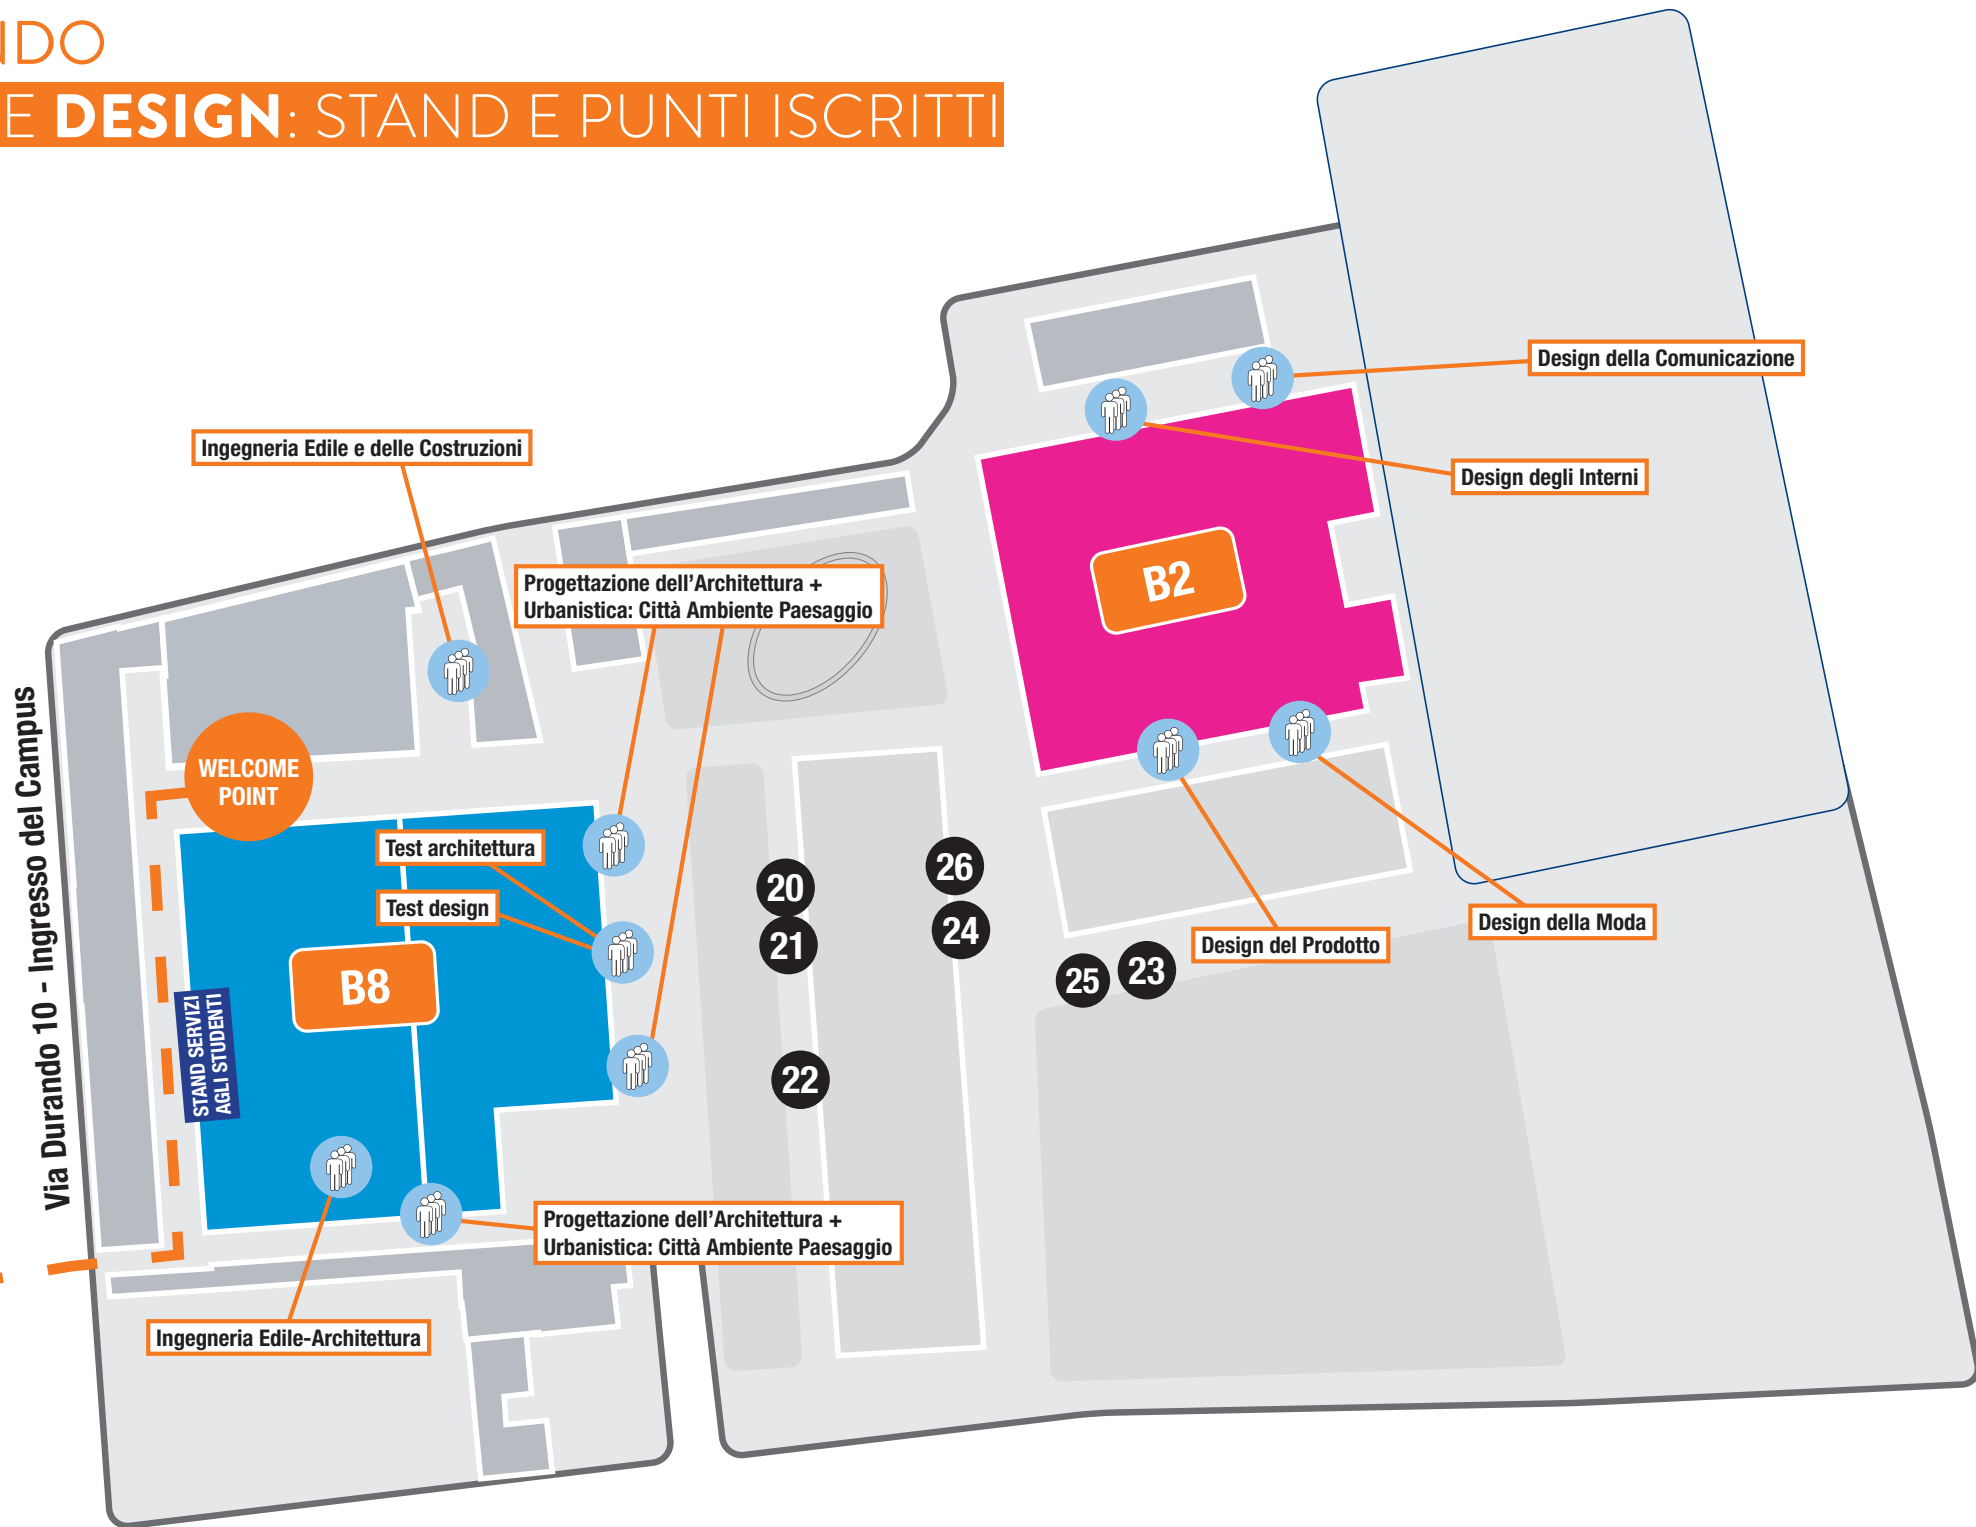 NDO
E DESIGN: STAND E PUNTI ISCRITTI
Design della Comunicazione
Ingegneria Edile e delle Costruzioni
Design degli Interni
Progettazione dell'Architettura +
Urbanistica: Città Ambiente Paesaggio
B2
Via Durando 10 - Ingresso del Campus
WELCOME
POINT
Test architettura
Test design
20
26
21
24
Design della Moda
Design del Prodotto
25
23
B8
STAND SERVIZI
AGLI STUDENTI
22
Progettazione dell'Architettura +
Urbanistica: Città Ambiente Paesaggio
Ingegneria Edile-Architettura